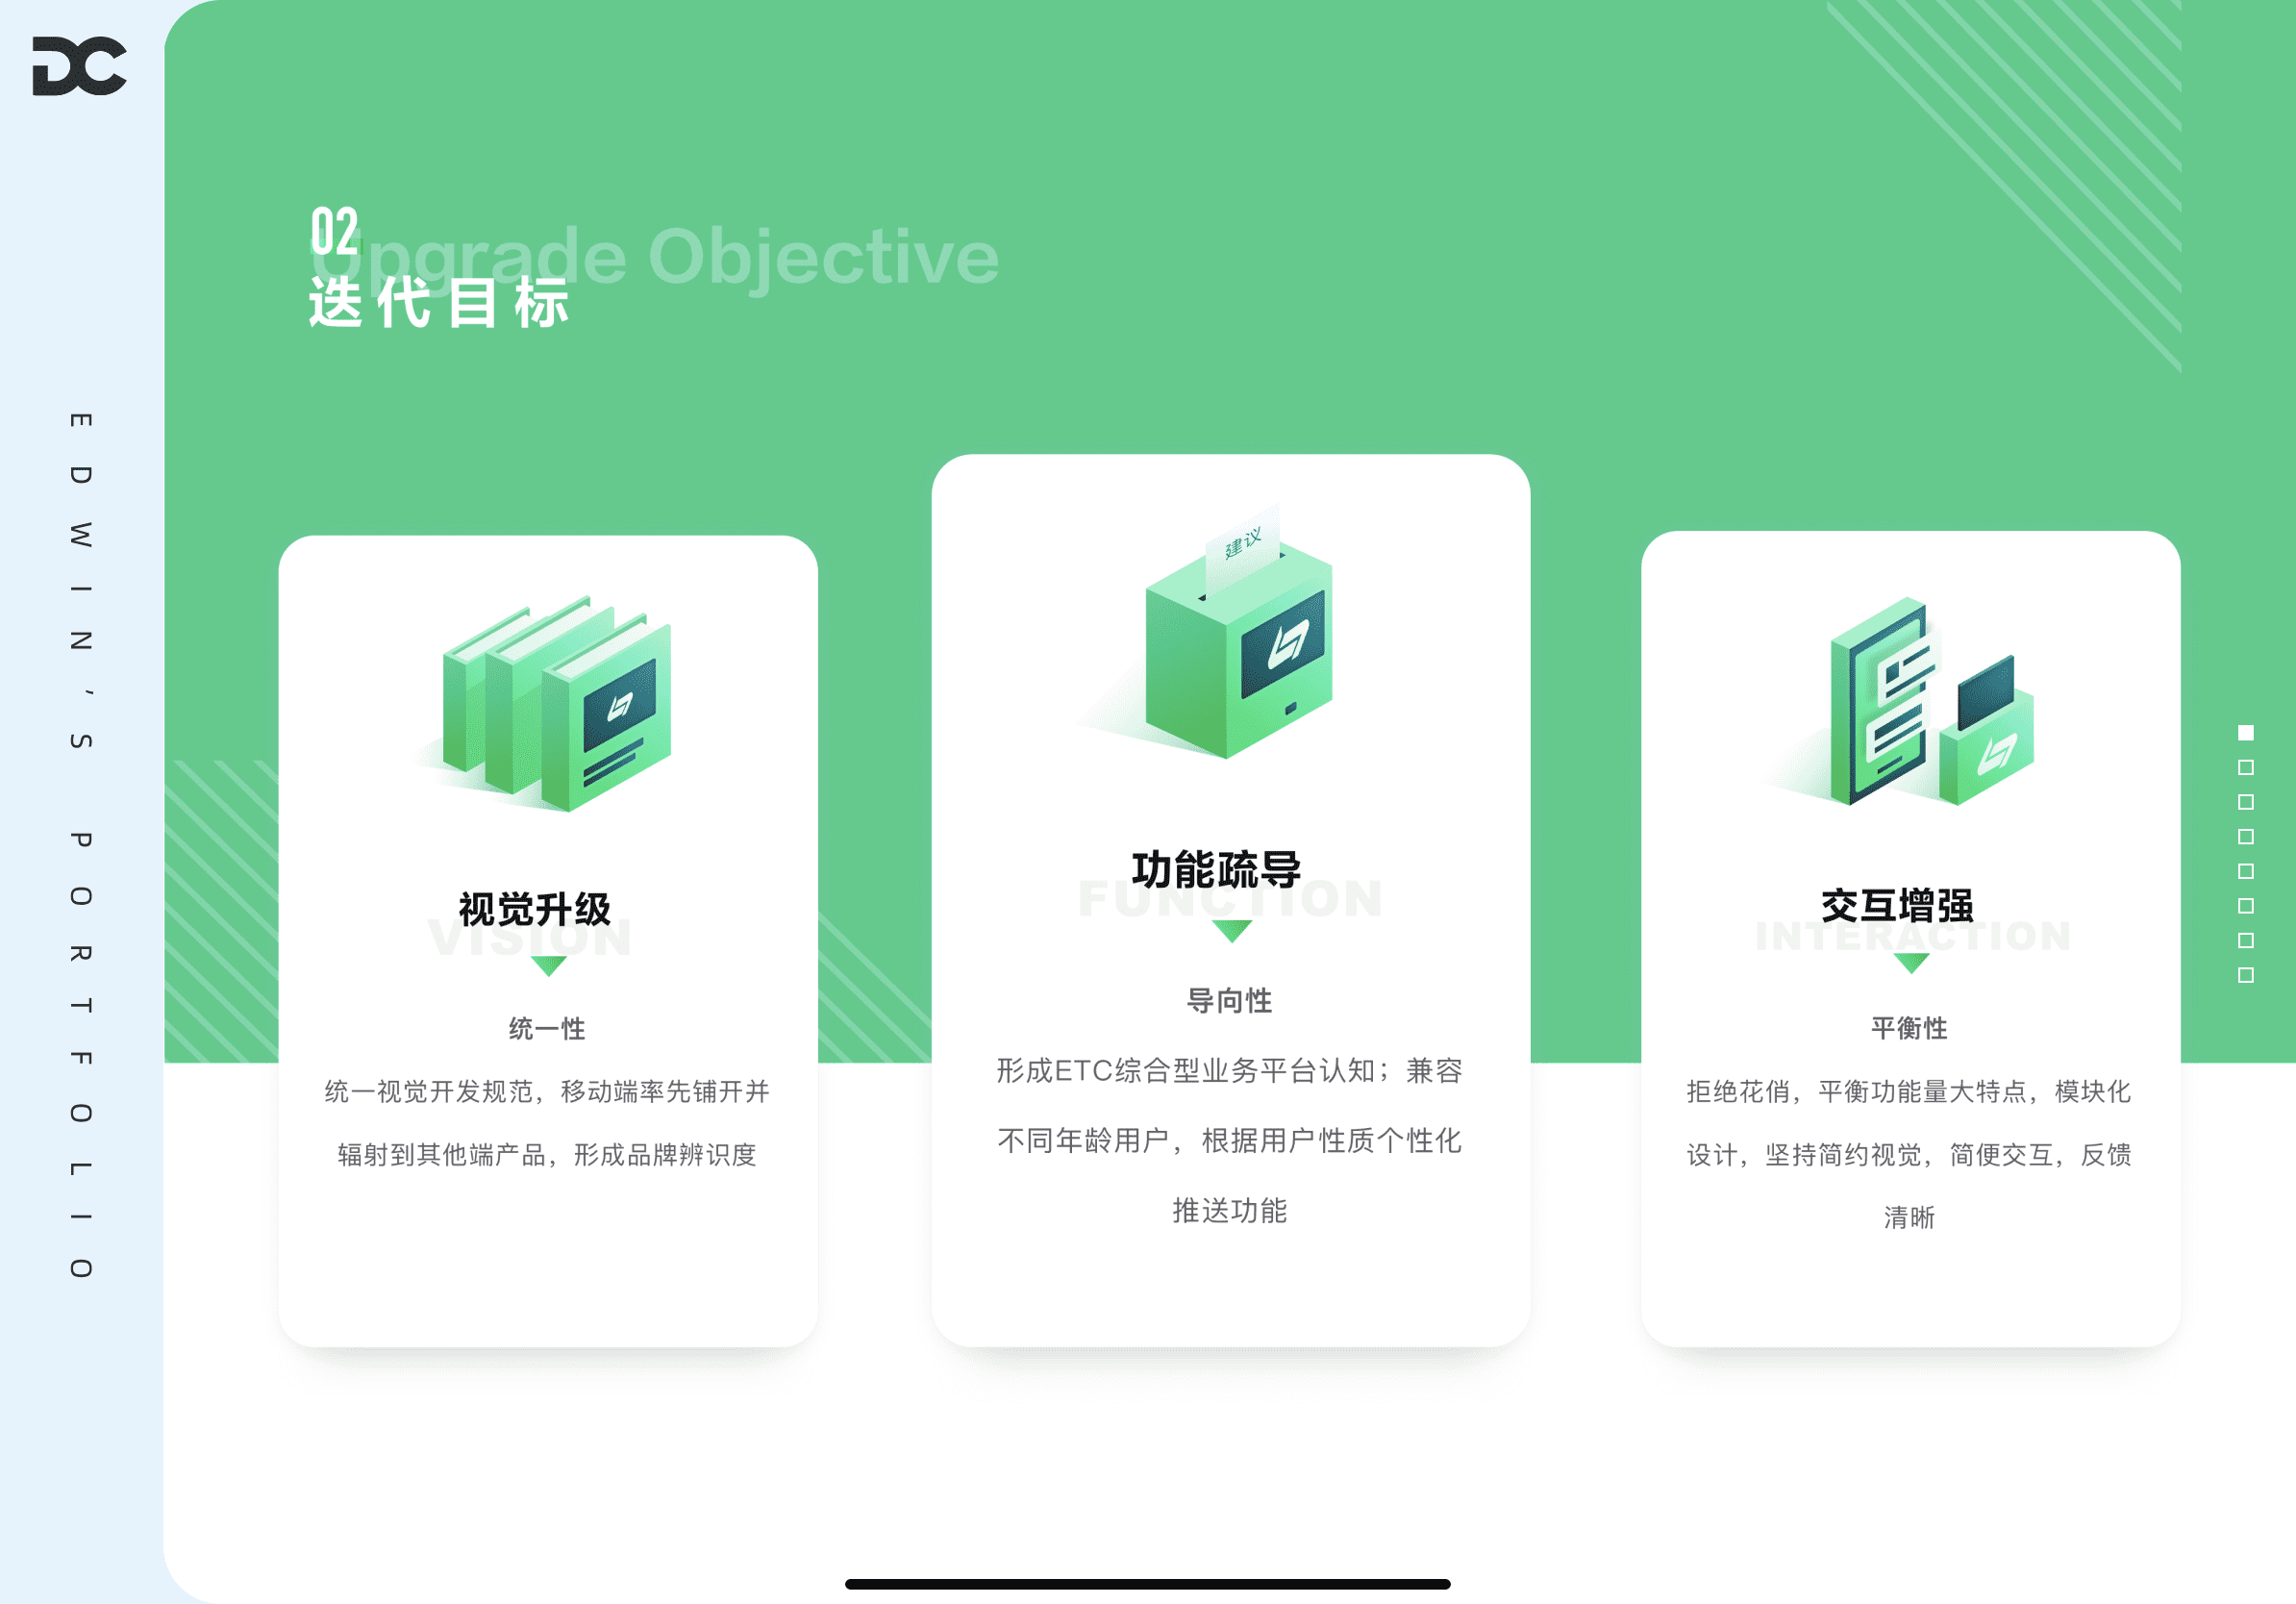 DC
EDWIN'S PORTFOLIO
02
Upgrade Objective
迭代目标
视觉升级
VISION
统一性
统一视觉开发规范，移动端率先铺开并
辐射到其他端产品，形成品牌辨识度
建议
功能疏导
FUNCTION
导向性
形成ETC综合型业务平台认知；兼容
不同年龄用户，根据用户性质个性化
推送功能
交互增强
INTERACTION
平衡性
拒绝花俏，平衡功能量大特点，模块化
设计，坚持简约视觉，简便交互，反馈
清晰